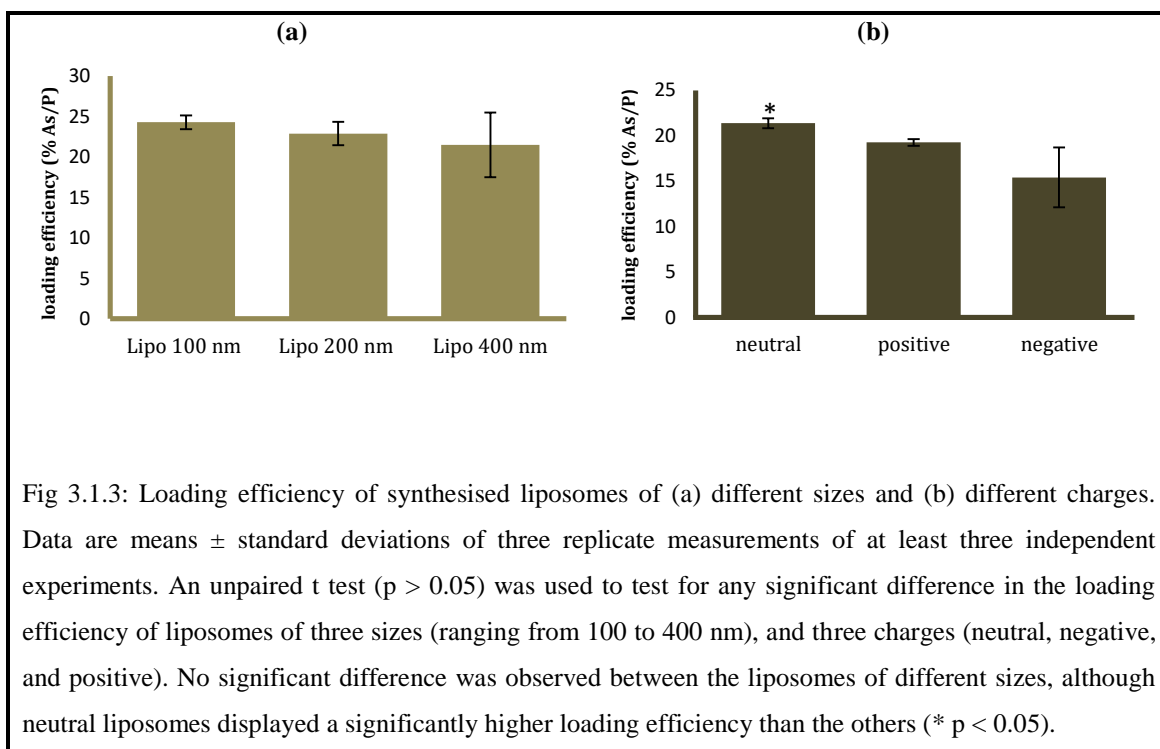 (a)
(b)
loading efficiency (% As/P)
30
25
20
15
10
5
0
Lipo 100 nm Lipo 200 nm Lipo 400 nm
loading efficiency (% As/P)
25
20
15
10
5
0
*
neutral positive negative
Fig 3.1.3: Loading efficiency of synthesised liposomes of (a) different sizes and (b) different charges.
Data are means ± standard deviations of three replicate measurements of at least three independent
experiments. An unpaired t test (p > 0.05) was used to test for any significant difference in the loading
efficiency of liposomes of three sizes (ranging from 100 to 400 nm), and three charges (neutral, negative,
and positive). No significant difference was observed between the liposomes of different sizes, although
neutral liposomes displayed a significantly higher loading efficiency than the others (* p < 0.05).